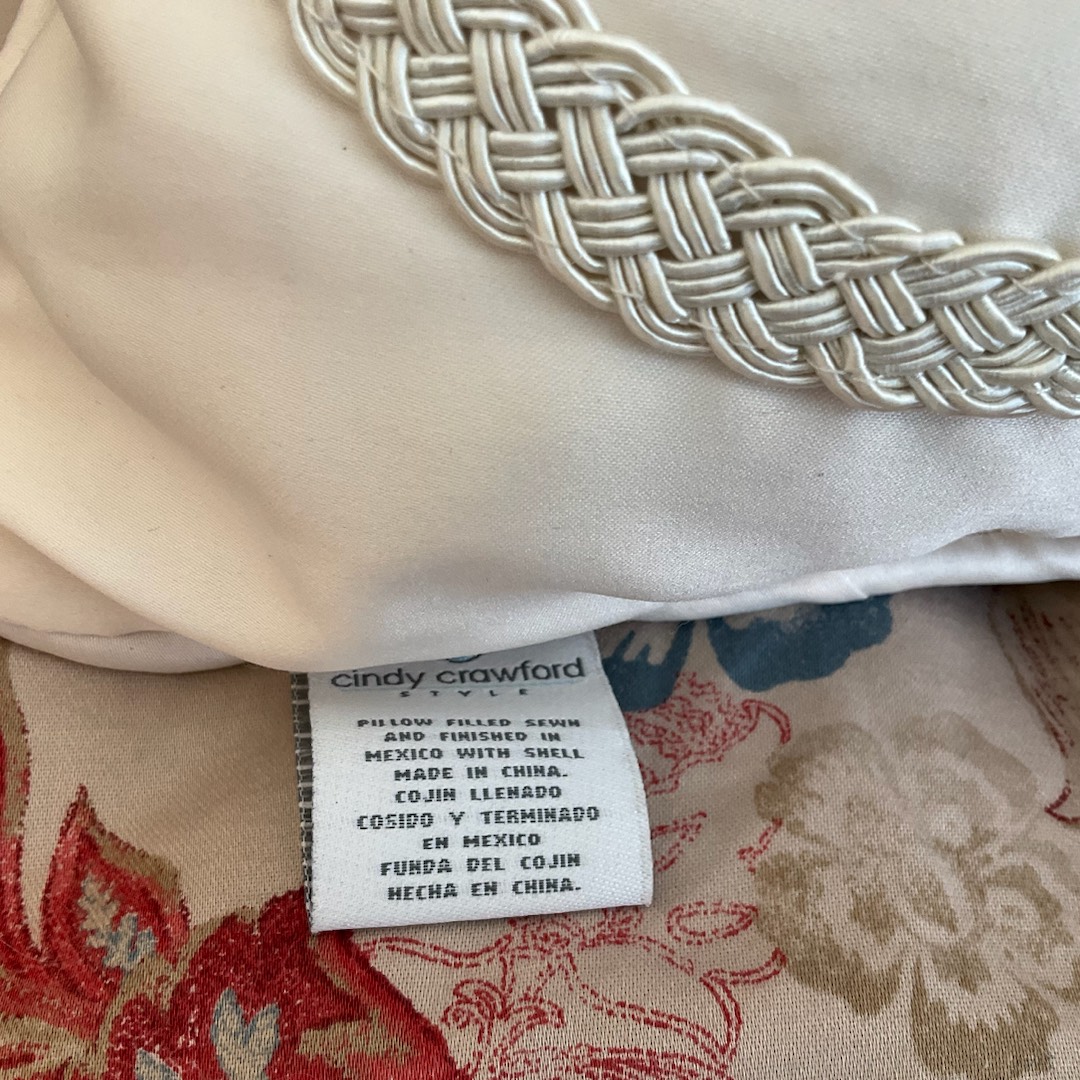 cindy crawford
STYLE
PILLOW FILLED SEWN
AND FINISHED IN
MEXICO WITH SHELL
MADE IN CHINA.
COJIN LLENADO
COSIDO Y TERMINADO
EN MEXICO
FUNDA DEL COJIN
HECHA EN CHINA.